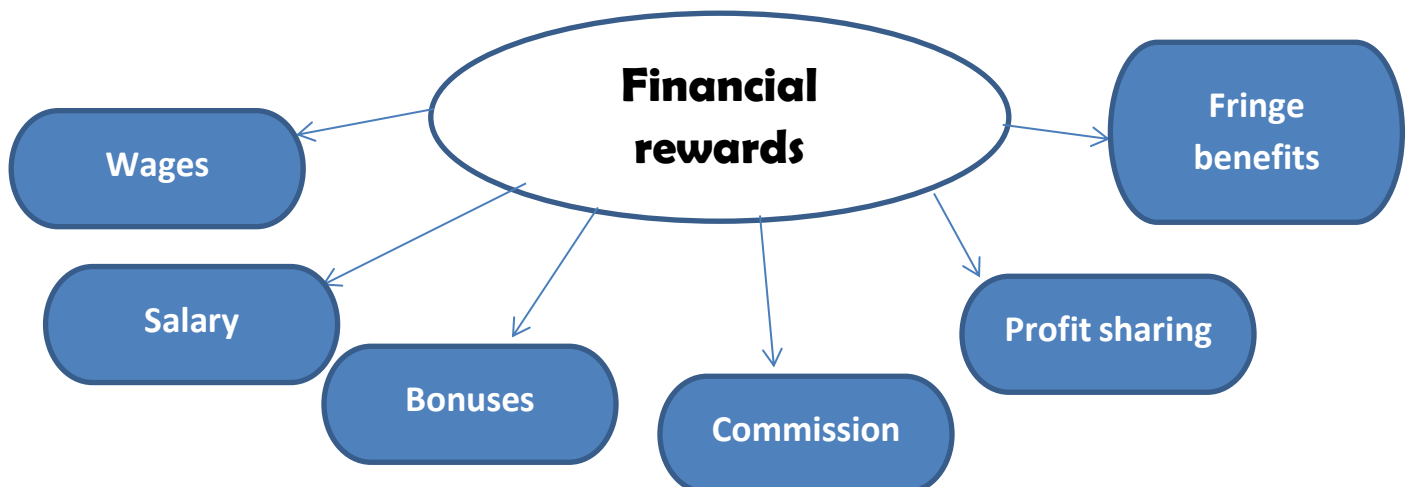 Financial
rewards
Fringe
benefits
Wages
Salary
Profit sharing
Bonuses
Commission